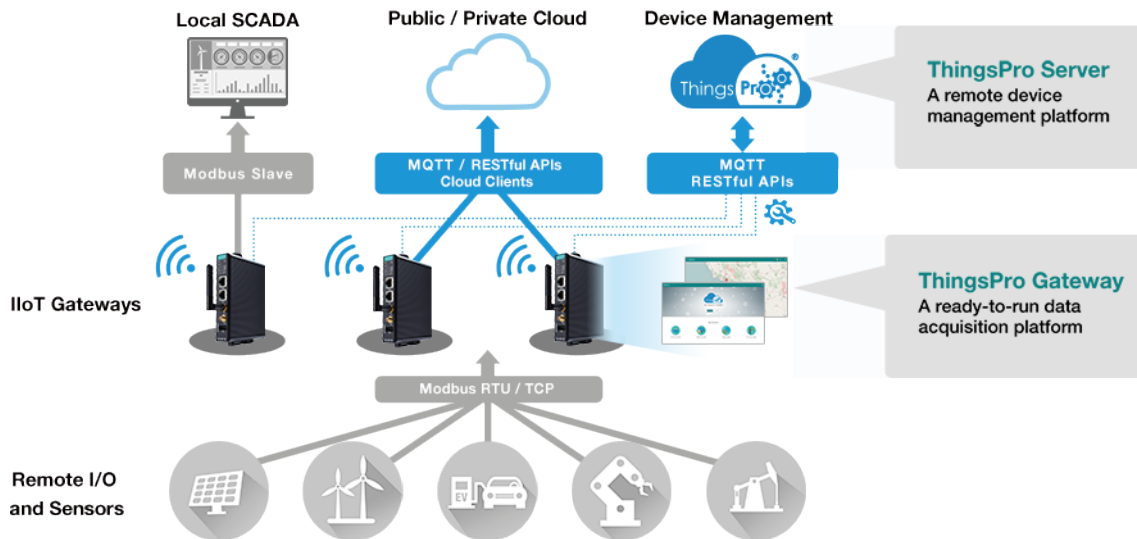 Local SCADA
Public / Private Cloud
Device Management
Things Pro
®
ThingsPro Server
A remote device
management platform
Modbus Slave
MQTT / RESTful APIs
Cloud Clients
MQTT
RESTful APIs
IIoT Gateways
ThingsPro Gateway
A ready-to-run data
acquisition platform
Modbus RTU / TCP
Remote I/O
and Sensors
EV